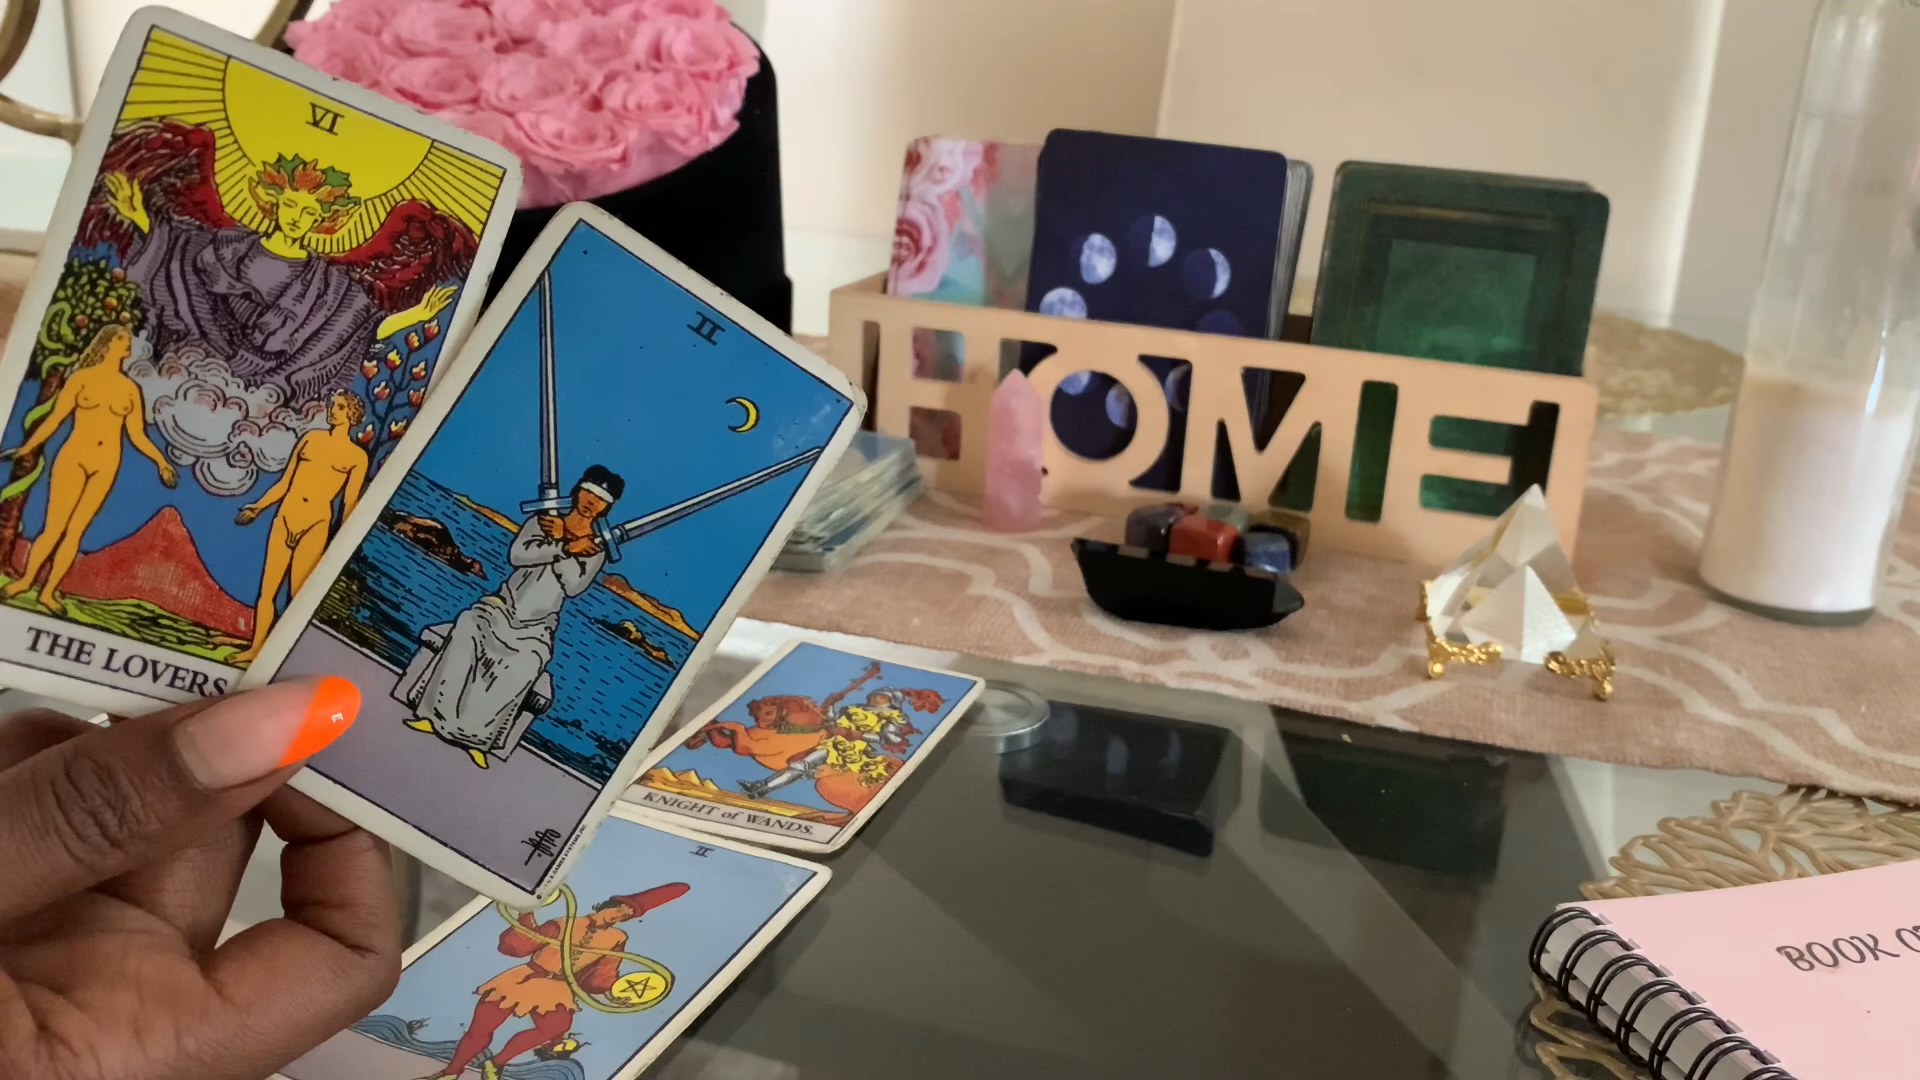 VI
THE LOVERS
II
KNIGHT of WANDS.
II
HOME
BOOK